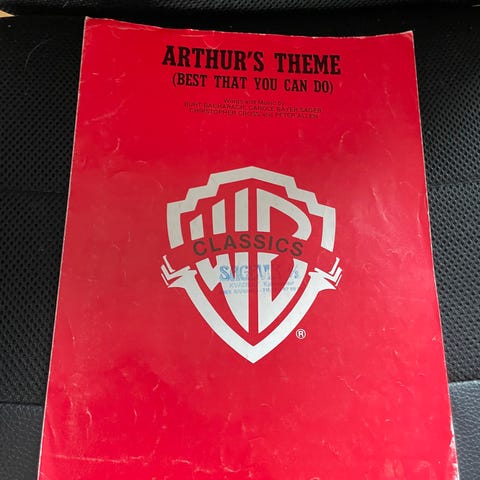 ARTHUR'S THEME
(BEST THAT YOU CAN DO)
Words and Music by
BURT BACHARACH, CAROLE BAYER SAGER,
CHRISTOPHER CROSS and PETER ALLEN
WB
CLASSICS
®